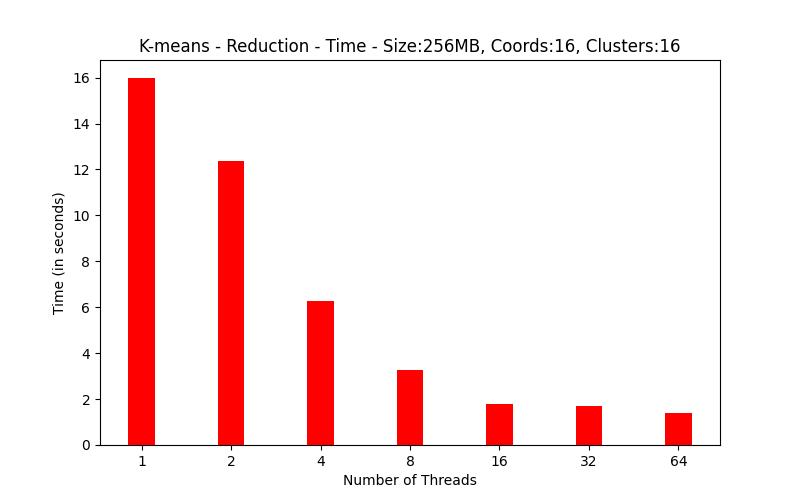 K-means - Reduction - Time - Size:256MB, Coords:16, Clusters:16
16
14
12
10
8
6
4
2
0
Time (in seconds)
1 2 4 8 16 32 64
Number of Threads